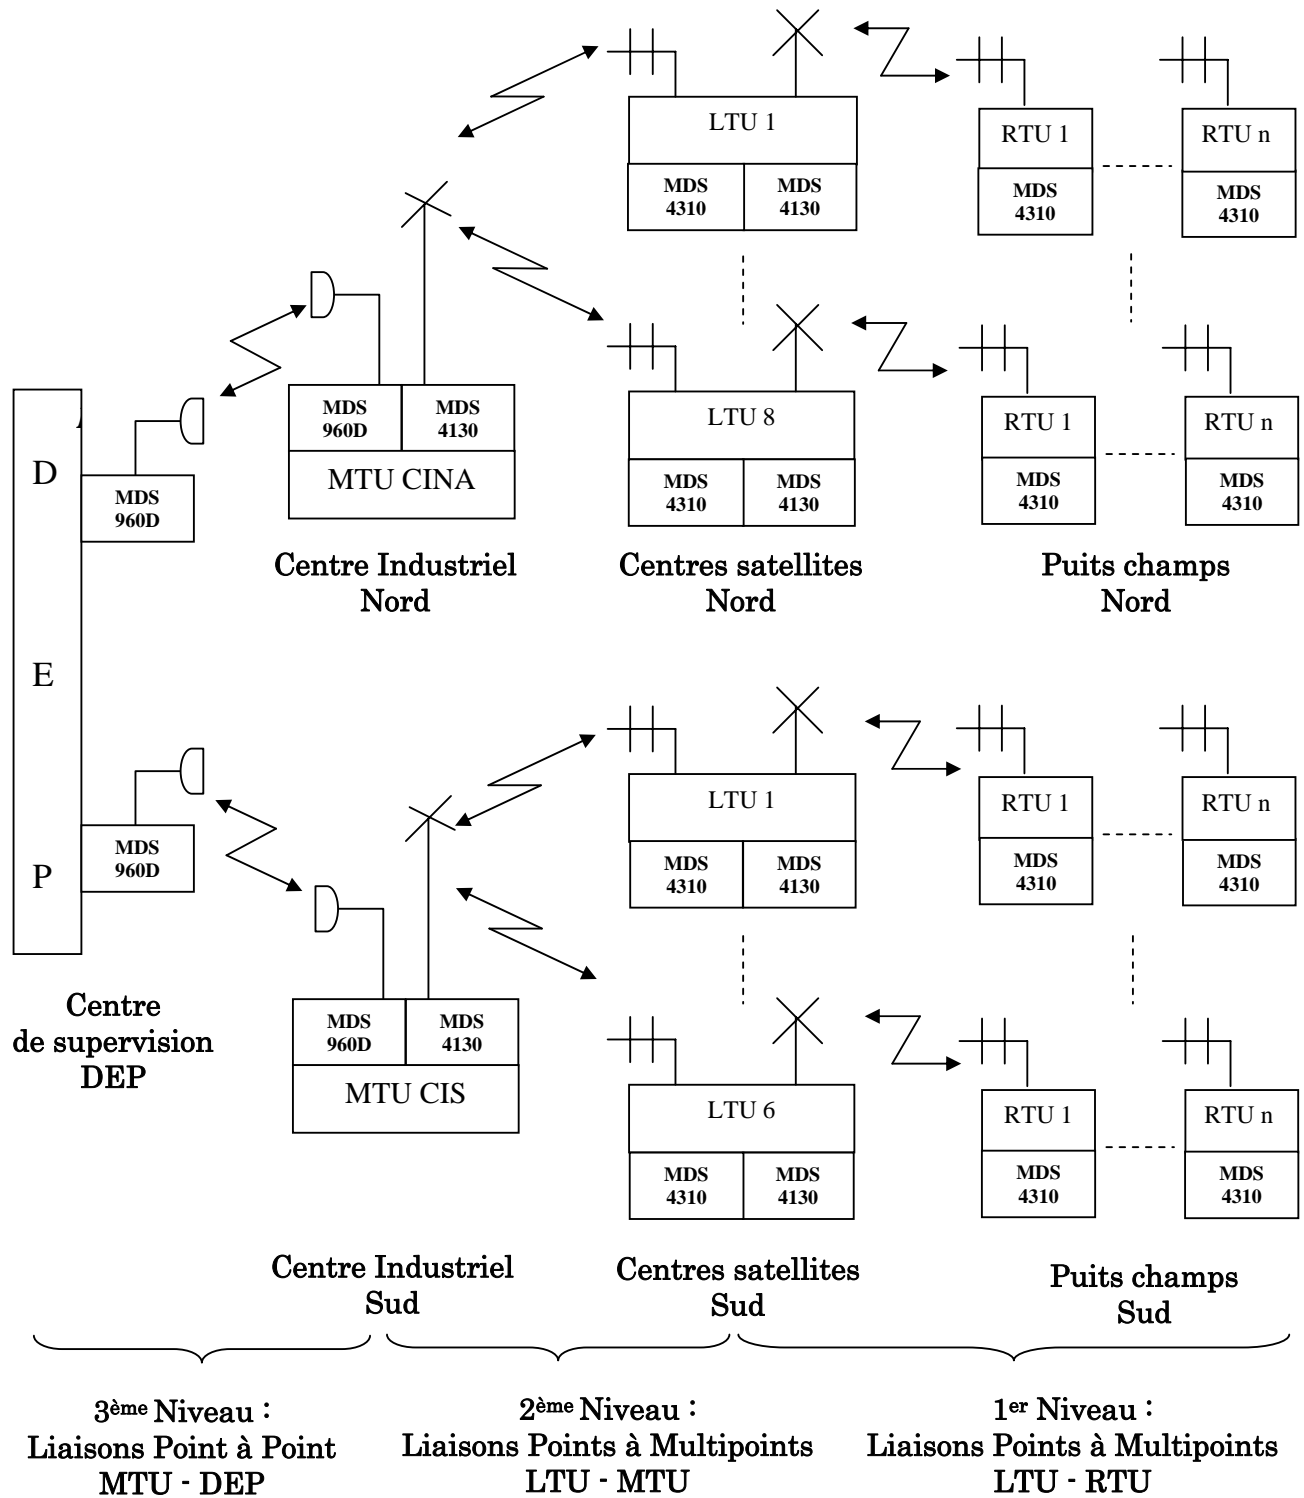 LTU 1
MDS
4310
MDS
4130
RTU 1
MDS
4310
RTU n
MDS
4310
MDS
960D
MDS
4130
MTU CINA
LTU 8
MDS
4310
MDS
4130
RTU 1
MDS
4310
RTU n
MDS
4310
D
E
P
MDS
960D
Centre Industriel
Nord
Centres satellites
Nord
Puits champs
Nord
LTU 1
MDS
4310
MDS
4130
RTU 1
MDS
4310
RTU n
MDS
4310
MDS
960D
Centre
de supervision
DEP
MDS
960D
MDS
4130
MTU CIS
LTU 6
MDS
4310
MDS
4130
RTU 1
MDS
4310
RTU n
MDS
4310
Centre Industriel
Sud
Centres satellites
Sud
Puits champs
Sud
3ème Niveau :
Liaisons Point à Point
MTU - DEP
2ème Niveau :
Liaisons Points à Multipoints
LTU - MTU
1er Niveau :
Liaisons Points à Multipoints
LTU - RTU